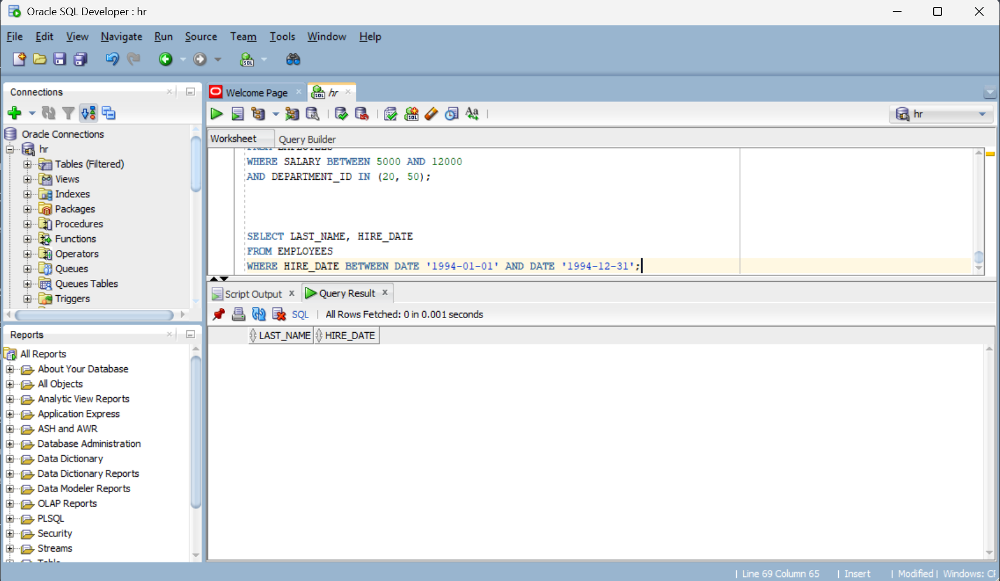 Oracle SQL Developer : hr
File Edit View Navigate Run Source Team Tools Window Help
Connections
Welcome Page
hr
hr
Worksheet
Query Builder
Oracle Connections
hr
Tables (Filtered)
Views
Indexes
Packages
Procedures
Functions
Operators
Queues
Queues Tables
Triggers
FROM EMPLOYEES
WHERE SALARY BETWEEN 5000 AND 12000
AND DEPARTMENT_ID IN (20, 50);
SELECT LAST_NAME, HIRE_DATE
FROM EMPLOYEES
WHERE HIRE_DATE BETWEEN DATE '1994-01-01' AND DATE '1994-12-31';
Script Output
Query Result
SQL
All Rows Fetched: 0 in 0.001 seconds
LAST_NAME
HIRE_DATE
Reports
All Reports
About Your Database
All Objects
Analytic View Reports
Application Express
ASH and AWR
Database Administration
Data Dictionary
Data Dictionary Reports
Data Modeler Reports
OLAP Reports
PLSQL
Security
Streams
Table
Line 69 Column 65
Insert
Modified
Windows: